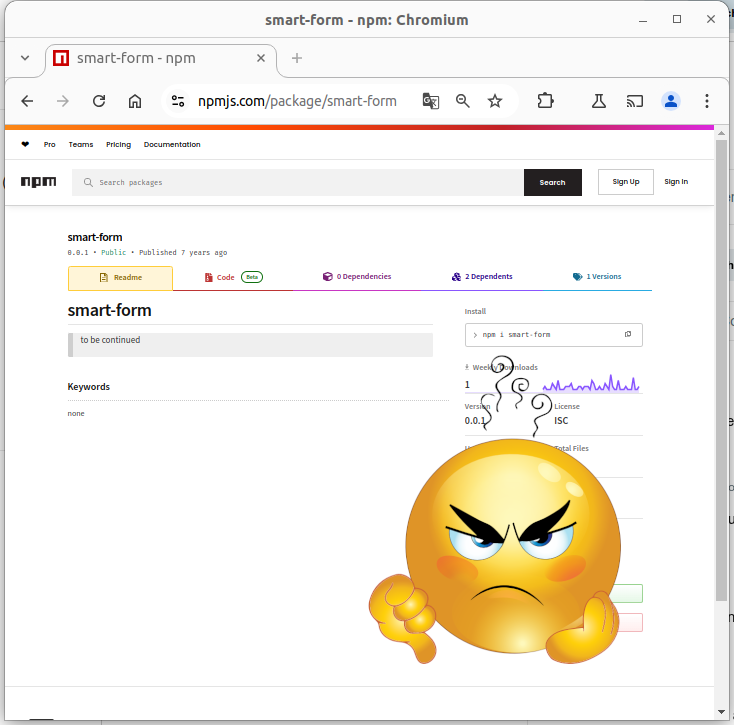 smart-form - npm: Chromium
smart-form - npm
npmjs.com/package/smart-form
Pro Teams Pricing Documentation
npm Search packages Search Sign Up Sign In
smart-form
0.0.1 • Public • Published 7 years ago
Readme Code Beta 0 Dependencies 2 Dependents 1 Versions
smart-form
to be continued
Keywords
none
Install
> npm i smart-form
Weekly Downloads
1
Version License
0.0.1 ISC
Total Files